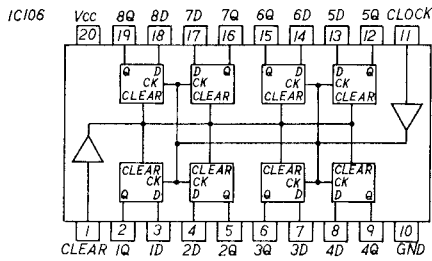 IC106
Vcc 8Q 8D 7D 7Q 6Q 6D 5D 5Q CLOCK
20 19 18 17 16 15 14 13 12 11
Q D D Q Q D D Q
CK CK CK CK
CLEAR CLEAR CLEAR CLEAR
CLEAR CLEAR CLEAR CLEAR
CK CK CK CK
Q D D Q Q D D Q
1 2 3 4 5 6 7 8 9 10
CLEAR 1Q 1D 2D 2Q 3Q 3D 4D 4Q GND